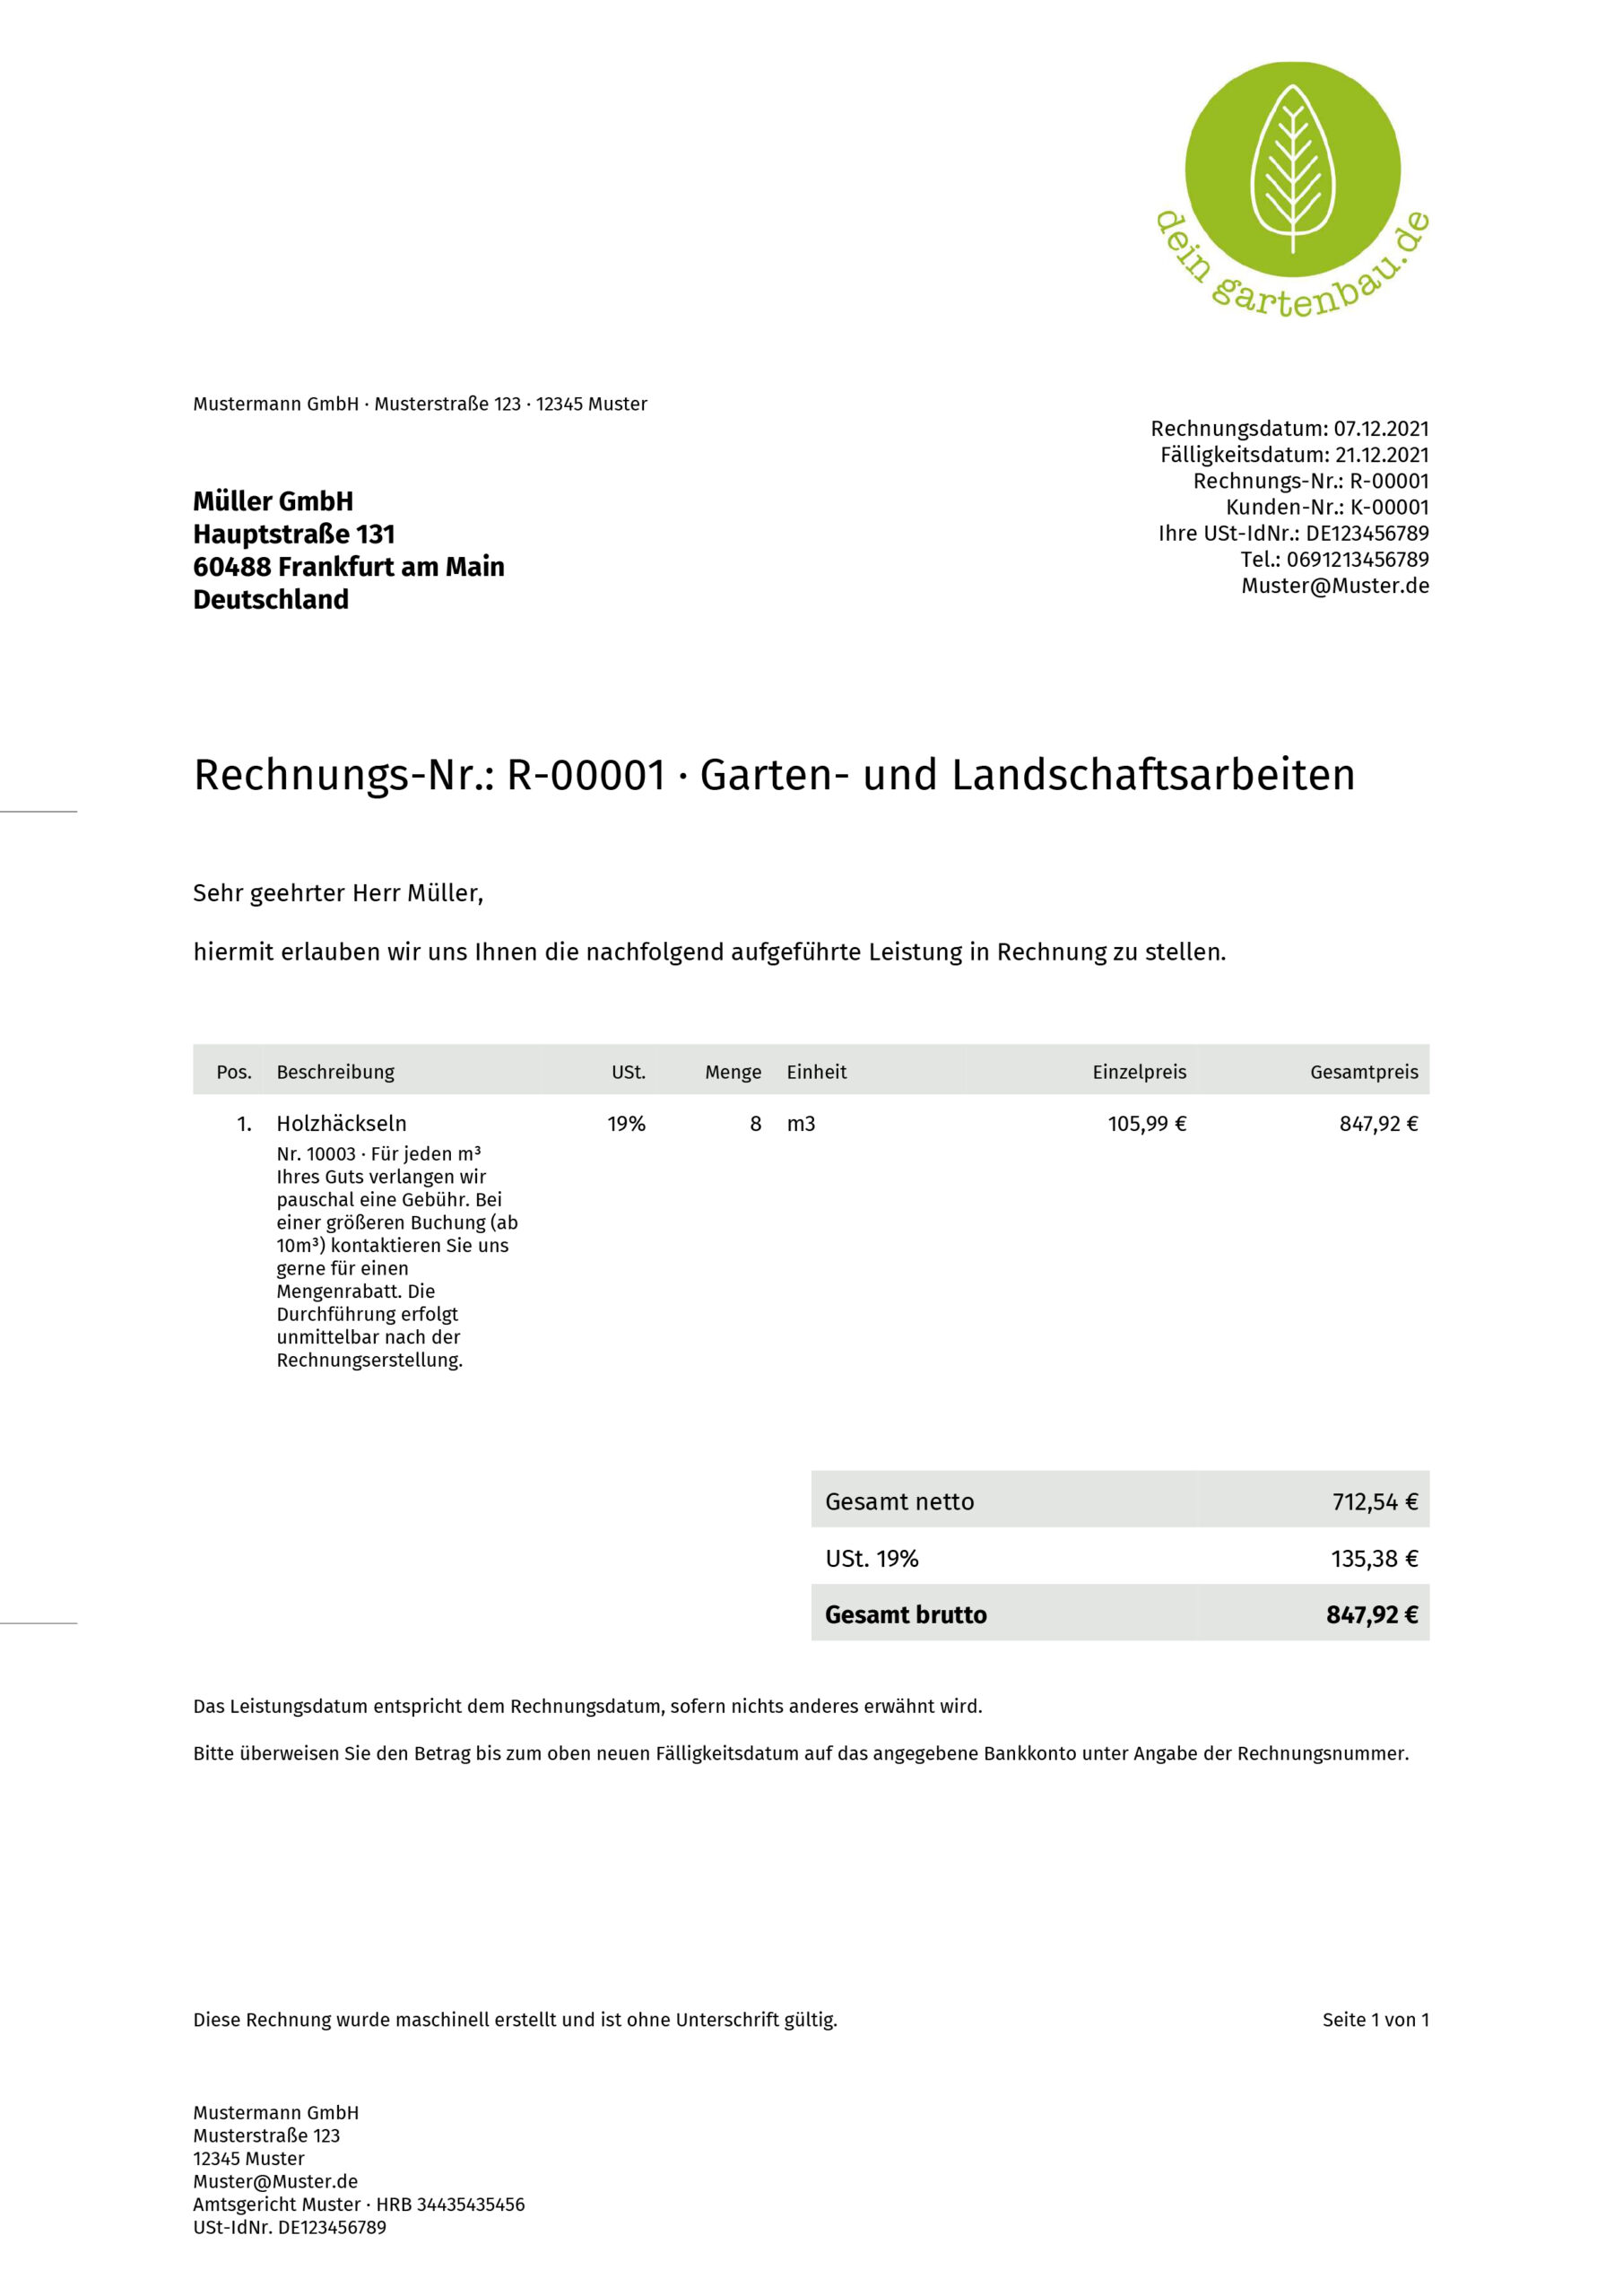 dein gartenbau.de
Mustermann GmbH · Musterstraße 123 · 12345 Muster
Rechnungsdatum: 07.12.2021
Fälligkeitsdatum: 21.12.2021
Rechnungs-Nr.: R-00001
Kunden-Nr.: K-00001
Ihre USt-IdNr.: DE123456789
Tel.: 0691213456789
Muster@Muster.de
Müller GmbH
Hauptstraße 131
60488 Frankfurt am Main
Deutschland
Rechnungs-Nr.: R-00001 · Garten- und Landschaftsarbeiten
Sehr geehrter Herr Müller,
hiermit erlauben wir uns Ihnen die nachfolgend aufgeführte Leistung in Rechnung zu stellen.
Pos. Beschreibung USt. Menge Einheit Einzelpreis Gesamtpreis
1. Holzhäckseln 19% 8 m3 105,99 € 847,92 €
Nr. 10003 · Für jeden m³
Ihres Guts verlangen wir
pauschal eine Gebühr. Bei
einer größeren Buchung (ab
10m³) kontaktieren Sie uns
gerne für einen
Mengenrabatt. Die
Durchführung erfolgt
unmittelbar nach der
Rechnungserstellung.
Gesamt netto 712,54 €
USt. 19% 135,38 €
Gesamt brutto 847,92 €
Das Leistungsdatum entspricht dem Rechnungsdatum, sofern nichts anderes erwähnt wird.
Bitte überweisen Sie den Betrag bis zum oben neuen Fälligkeitsdatum auf das angegebene Bankkonto unter Angabe der Rechnungsnummer.
Diese Rechnung wurde maschinell erstellt und ist ohne Unterschrift gültig. Seite 1 von 1
Mustermann GmbH
Musterstraße 123
12345 Muster
Muster@Muster.de
Amtsgericht Muster · HRB 34435435456
USt-IdNr. DE123456789